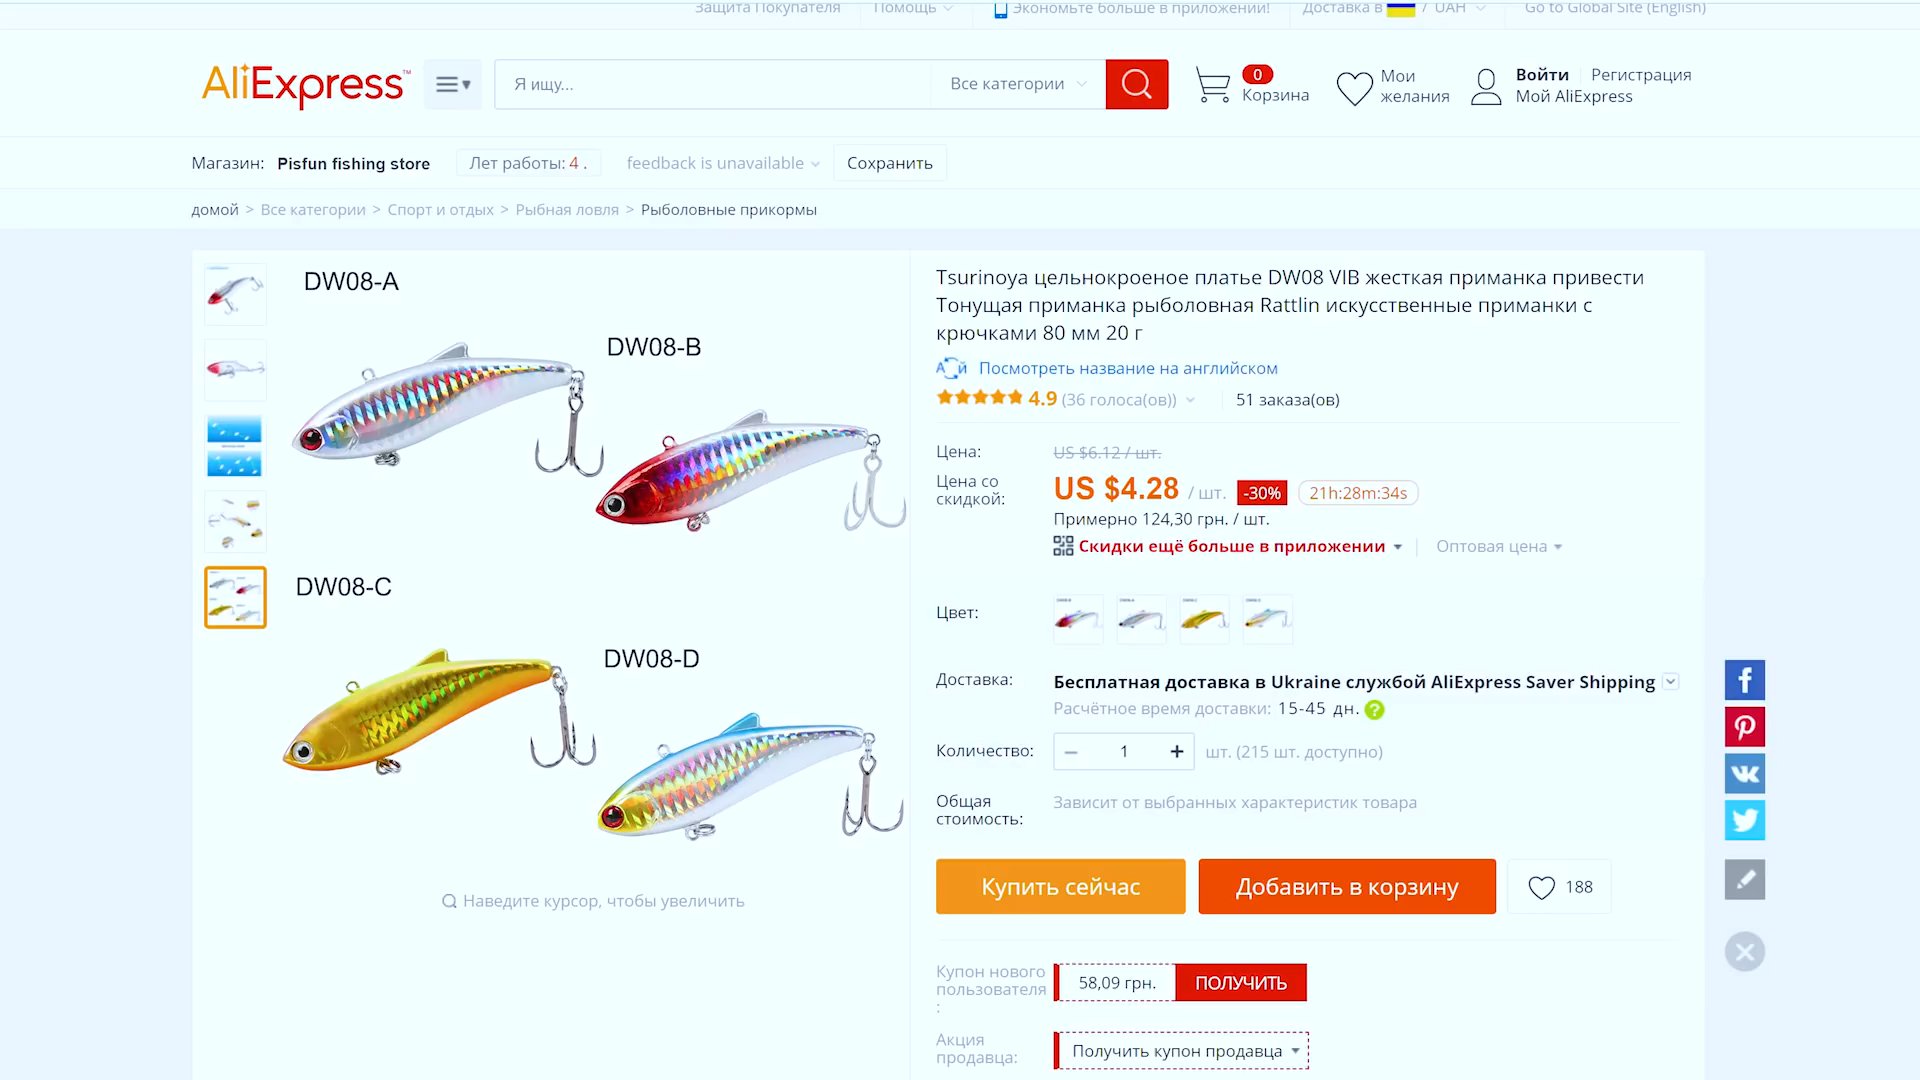 Защита Покупателя
Помощь
Экономьте больше в приложении!
Доставка в / UAH
Go to Global Site (English)
AliExpress™
Я ищу...
Все категории
0
Корзина
Мои
желания
Войти
Регистрация
Мой AliExpress
Магазин: Pisfun fishing store
Лет работы: 4 .
feedback is unavailable
Сохранить
домой > Все категории > Спорт и отдых > Рыбная ловля > Рыболовные прикормы
DW08-A
DW08-B
DW08-C
DW08-D
Наведите курсор, чтобы увеличить
Tsurinoya цельнокроеное платье DW08 VIB жесткая приманка привести
Тонущая приманка рыболовная Rattlin искусственные приманки с
крючками 80 мм 20 г
Посмотреть название на английском
4.9 (36 голоса(ов))
51 заказа(ов)
Цена:
US $6.12 / шт.
Цена со
скидкой:
US $4.28 / шт.
-30%
21h:28m:34s
Примерно 124,30 грн. / шт.
Скидки ещё больше в приложении
Оптовая цена
Цвет:
Доставка:
Бесплатная доставка в Ukraine службой AliExpress Saver Shipping
Расчётное время доставки: 15-45 дн. ?
Количество:
− 1 +
шт. (215 шт. доступно)
Общая
стоимость:
Зависит от выбранных характеристик товара
Купить сейчас
Добавить в корзину
188
Купон нового
пользователя
:
58,09 грн.
ПОЛУЧИТЬ
Акция
продавца:
Получить купон продавца